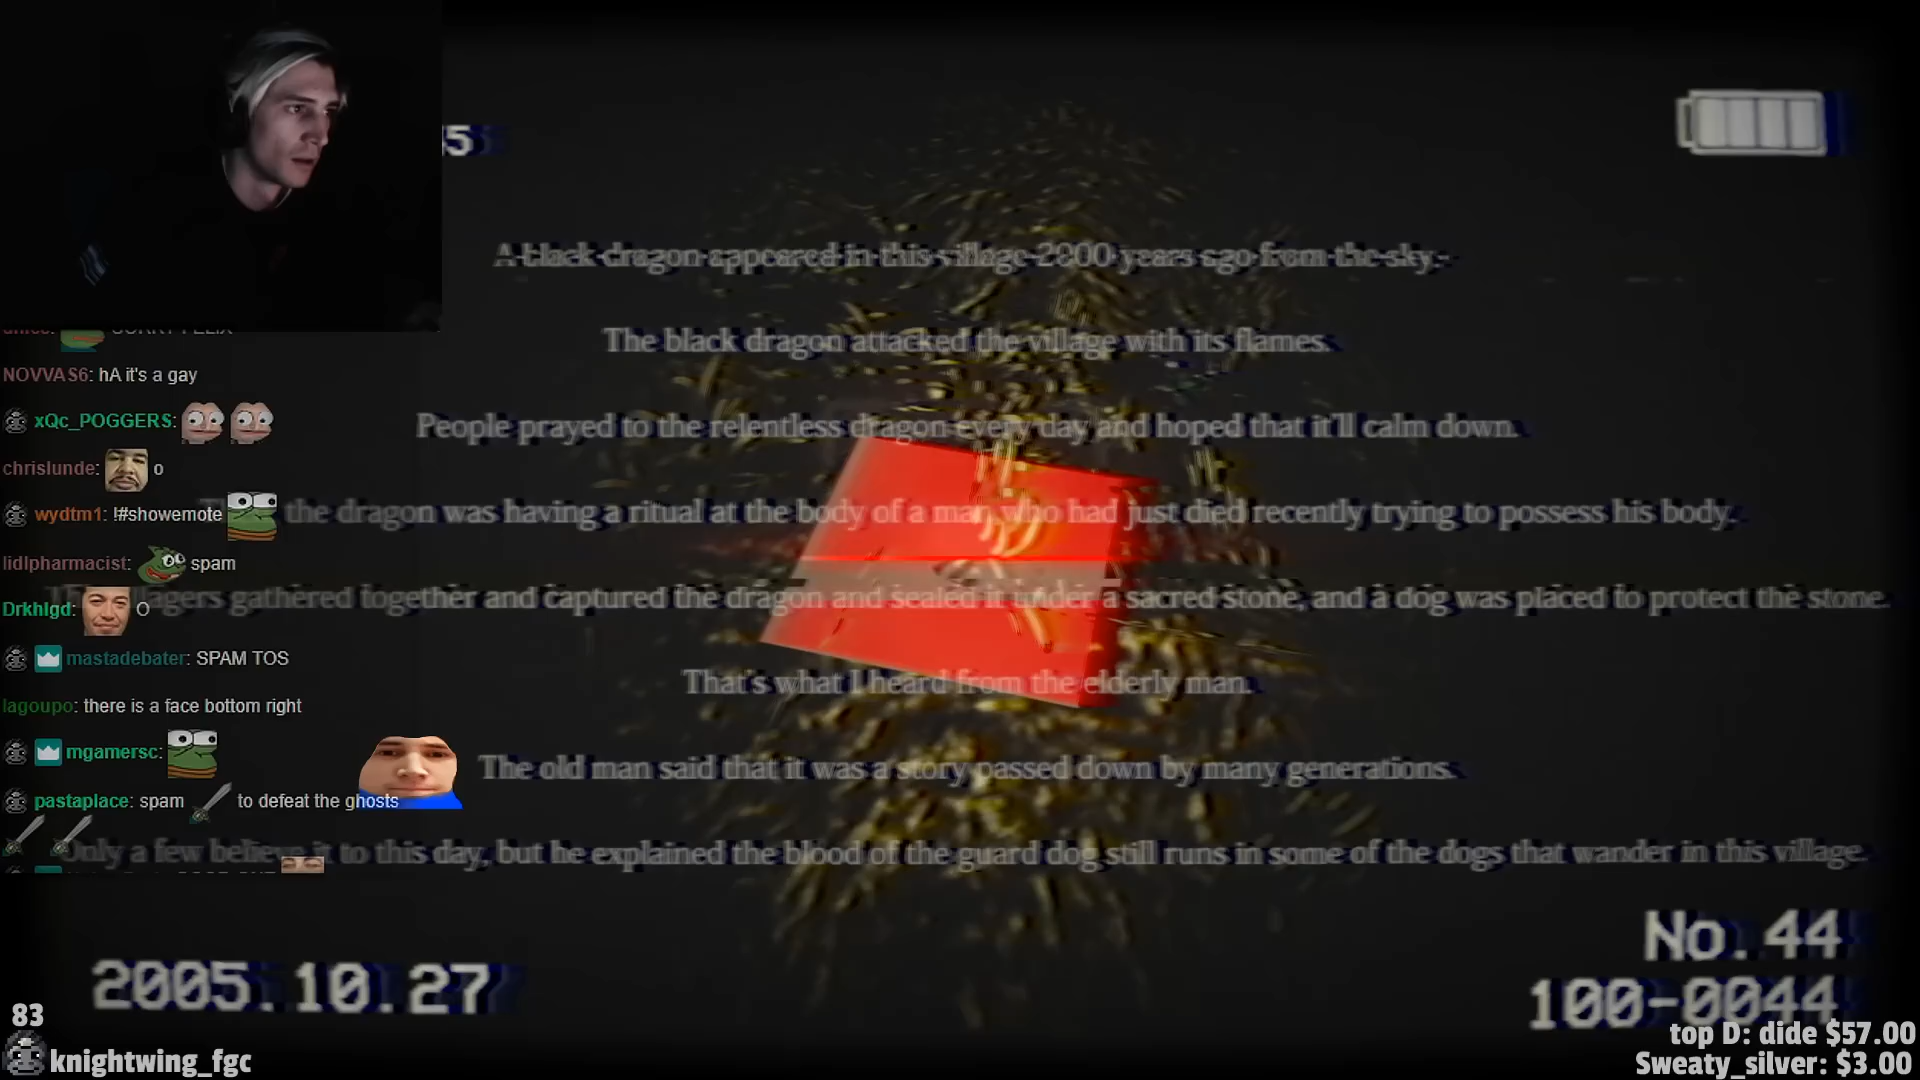 5
A black dragon appeared in this village 2000 years ago from the sky.
The black dragon attacked the village with its flames.
SORRY FELIX
NOVVAS6: hA it's a gay
People prayed to the relentless dragon every day and hoped that it'll calm down.
xQc_POGGERS:
chrislunde: o
wydtm1: !#showemote
the dragon was having a ritual at the body of a man who had just died recently trying to possess his body.
lidlpharmacist: spam
agers gathered together and captured the dragon and sealed it under a sacred stone, and a dog was placed to protect the stone.
Drkhlgd: O
mastadebater: SPAM TOS
That's what I heard from the elderly man.
lagoupo: there is a face bottom right
mgamersc:
The old man said that it was a story passed down by many generations.
pastaplace: spam to defeat the ghosts
Only a few believe it to this day, but he explained the blood of the guard dog still runs in some of the dogs that wander in this village.
No.44
2005.10.27
100-0044
83
knightwing_fgc
top D: dide $57.00
Sweaty_silver: $3.00